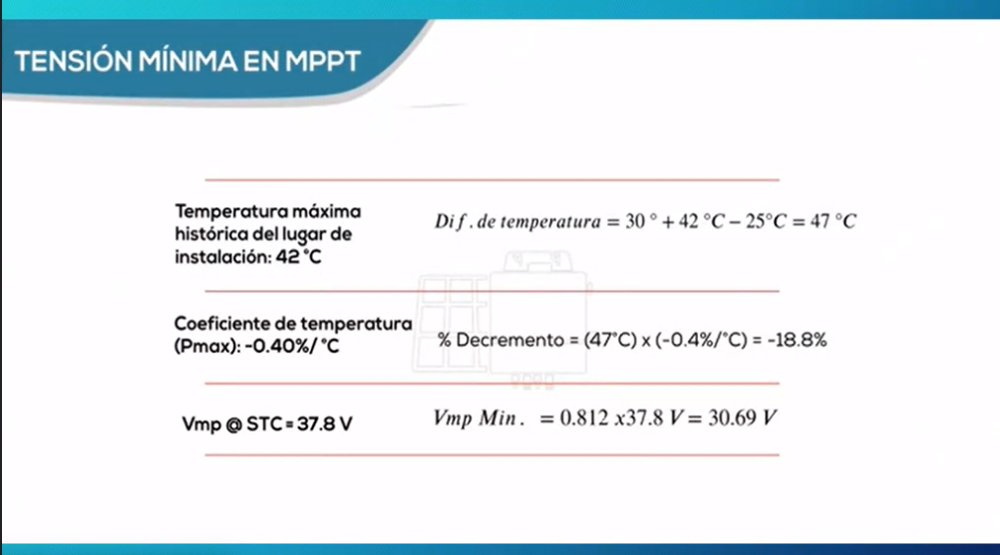 TENSIÓN MÍNIMA EN MPPT
Temperatura máxima
histórica del lugar de
instalación: 42 °C
Dif. de temperatura = 30 ° + 42 °C − 25°C = 47 °C
Coeficiente de temperatura
(Pmax): -0.40%/ °C
% Decremento = (47°C) x (-0.4%/°C) = -18.8%
Vmp @ STC = 37.8 V
Vmp Min. = 0.812 x37.8 V = 30.69 V